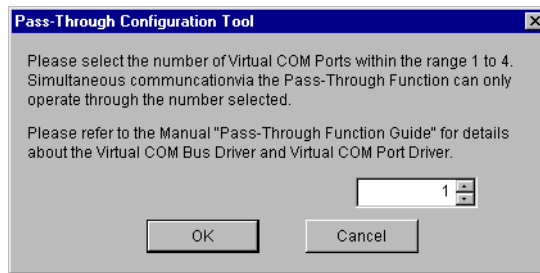 Pass-Through Configuration Tool
Please select the number of Virtual COM Ports within the range 1 to 4.
Simultaneous communcationvia the Pass-Through Function can only
operate through the number selected.
Please refer to the Manual "Pass-Through Function Guide" for details
about the Virtual COM Bus Driver and Virtual COM Port Driver.
1
OK Cancel